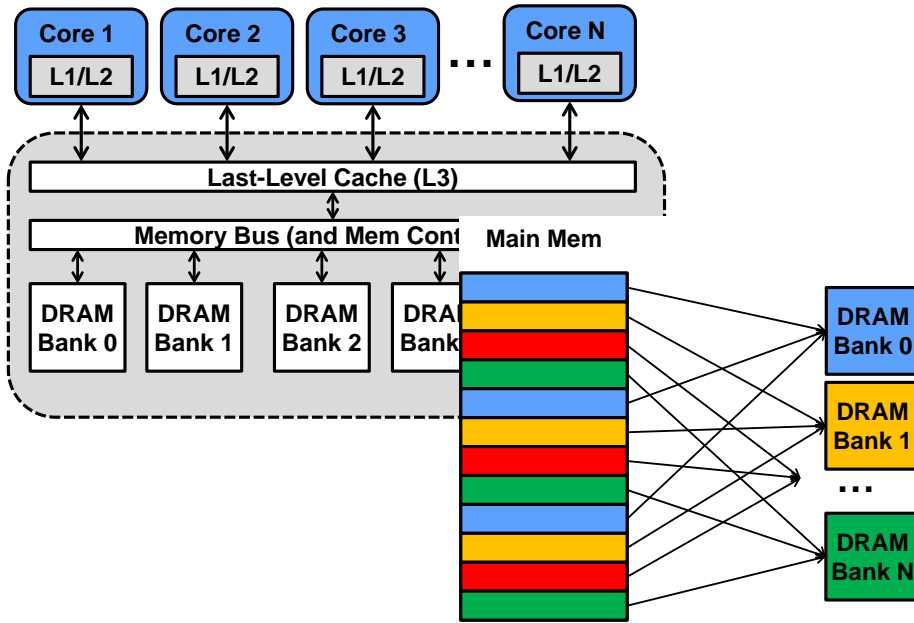 Core 1
L1/L2
Core 2
L1/L2
Core 3
L1/L2
...
Core N
L1/L2
Last-Level Cache (L3)
Memory Bus (and Mem Cont
DRAM
Bank 0
DRAM
Bank 1
DRAM
Bank 2
Bank
Main Mem
DRAM
Bank 0
DRAM
Bank 1
...
DRAM
Bank N